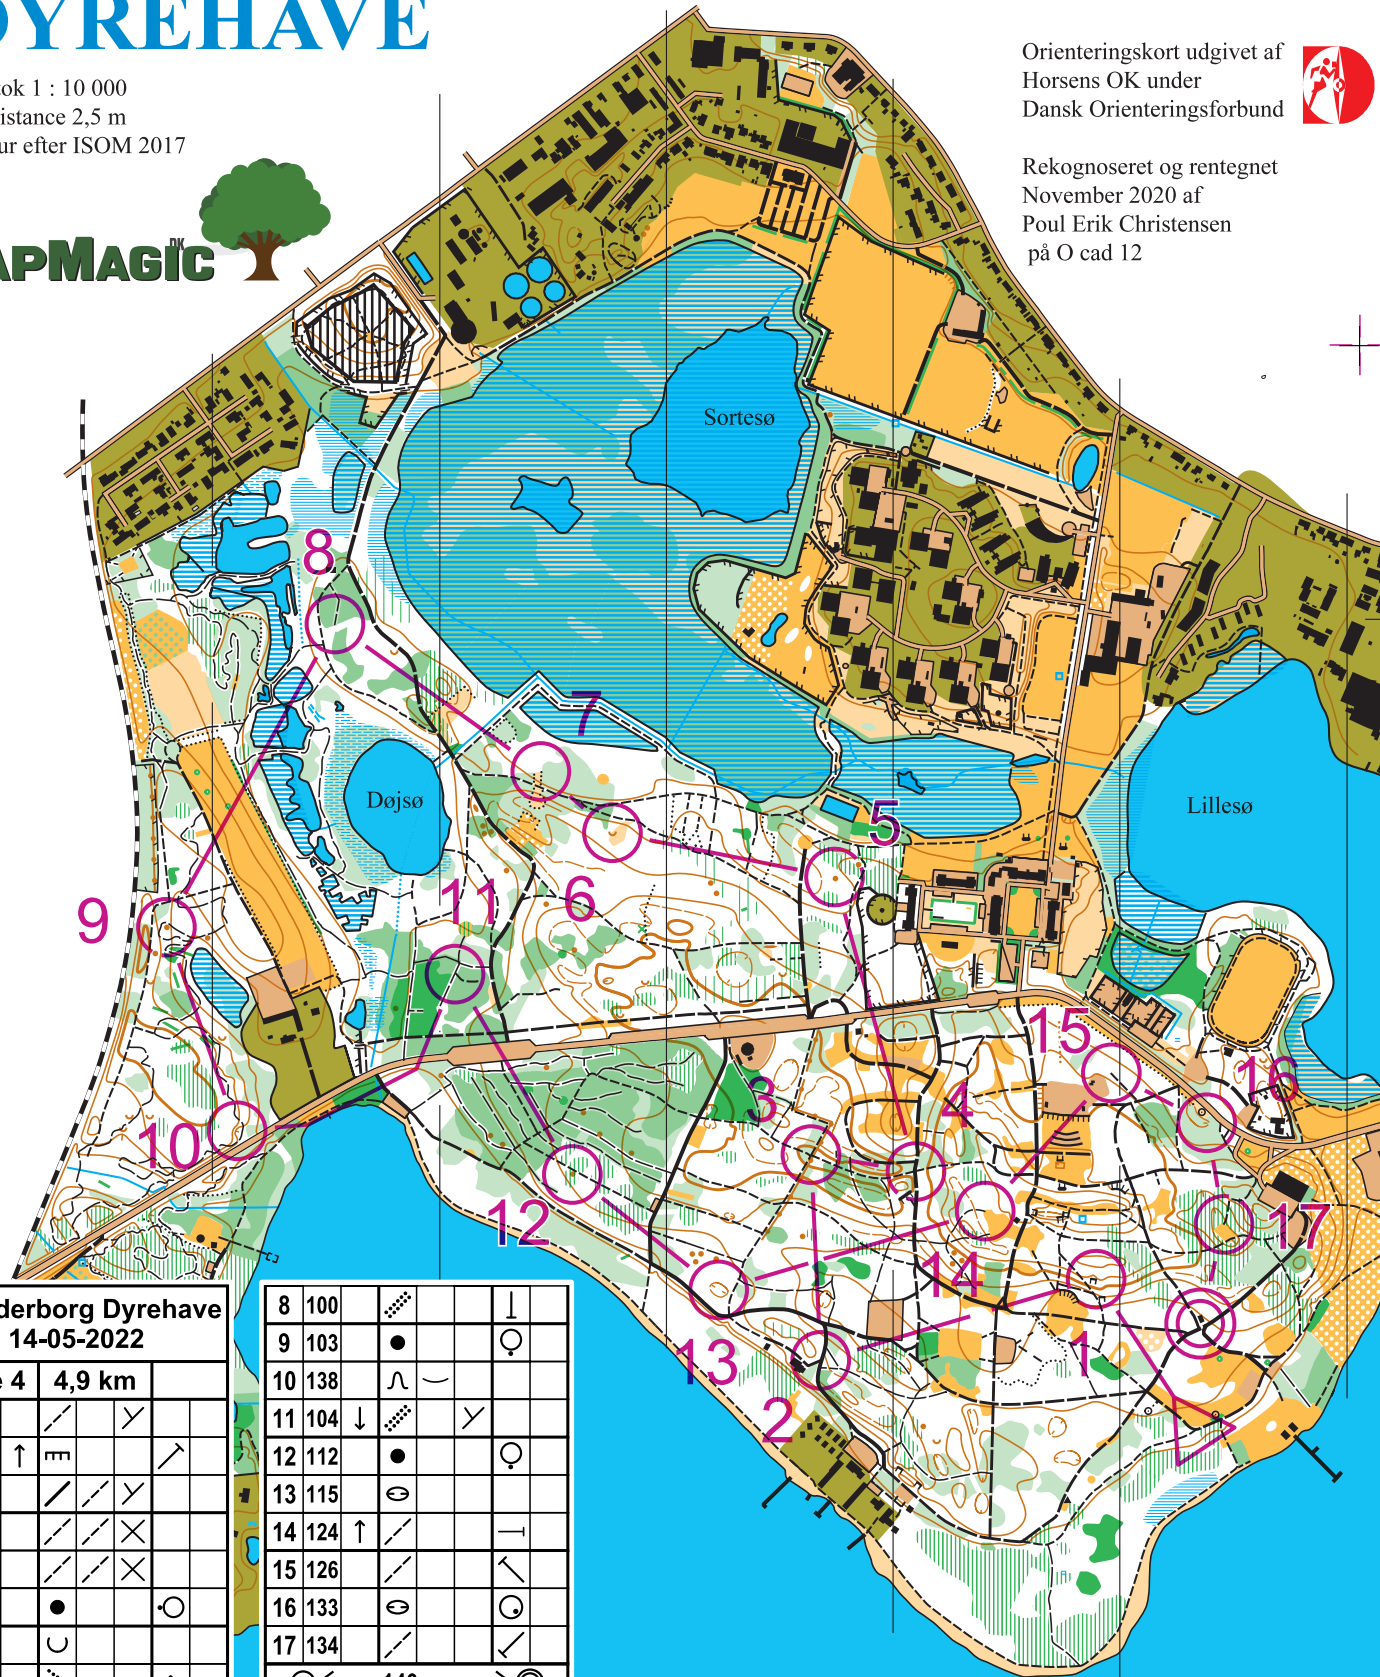 DYREHAVE
tok 1 : 10 000
istance 2,5 m
ur efter ISOM 2017
APMAGIC
DK
Orienteringskort udgivet af
Horsens OK under
Dansk Orienteringsforbund
Rekognoseret og rentegnet
November 2020 af
Poul Erik Christensen
på O cad 12
Sortesø
8
7
Døjsø
5
Lillesø
11
6
9
15
3
4
16
10
12
17
14
1
13
2
derborg Dyrehave
14-05-2022
e 4 4,9 km
8 100
9 103
10 138
11 104
12 112
13 115
14 124
15 126
16 133
17 134